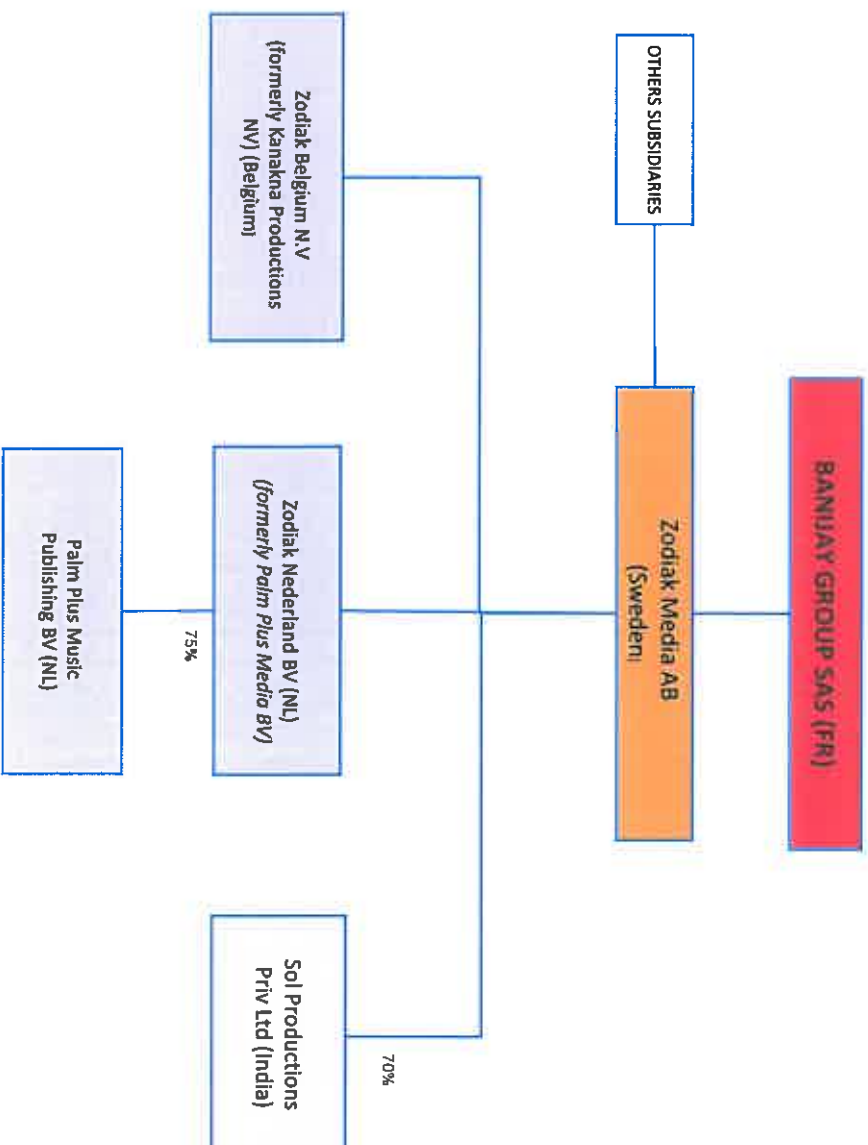 BANIJAY GROUP SAS (FR)
Zodiak Media AB
(Sweden)
OTHERS SUBSIDIARIES
Zodiak Belgium N.V
(formerly Kanakna Productions
NV) (Belgium)
Zodiak Nederland BV (NL)
(formerly Palm Plus Media BV)
Sol Productions
Priv Ltd (India)
70%
75%
Palm Plus Music
Publishing BV (NL)